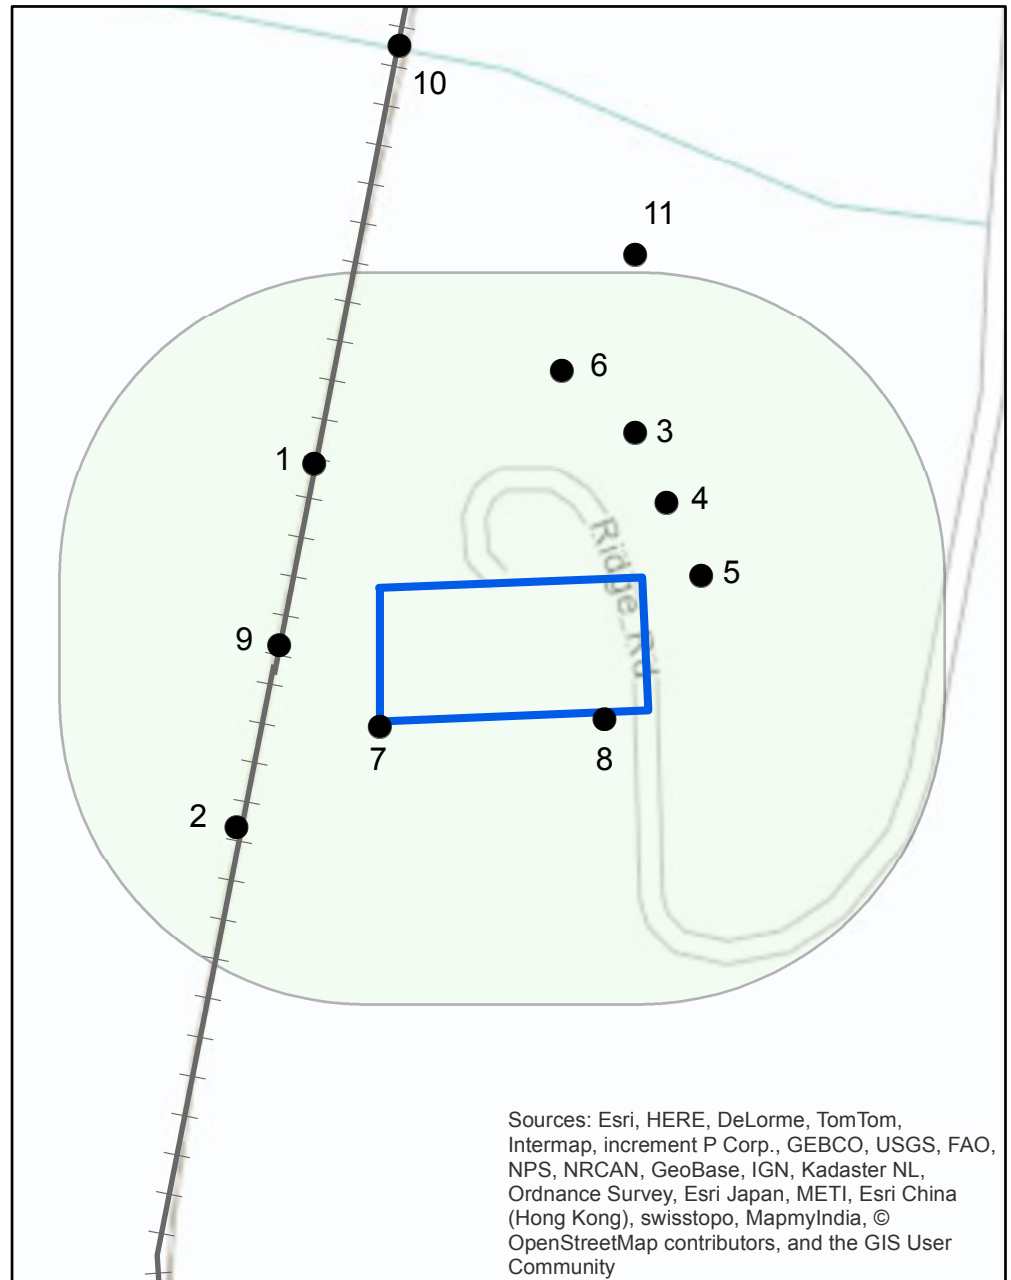 10
11
6
3
1
4
Ridge_Rd
5
9
7
8
2
Sources: Esri, HERE, DeLorme, TomTom,
Intermap, increment P Corp., GEBCO, USGS, FAO,
NPS, NRCAN, GeoBase, IGN, Kadaster NL,
Ordnance Survey, Esri Japan, METI, Esri China
(Hong Kong), swisstopo, MapmyIndia, ©
OpenStreetMap contributors, and the GIS User
Community